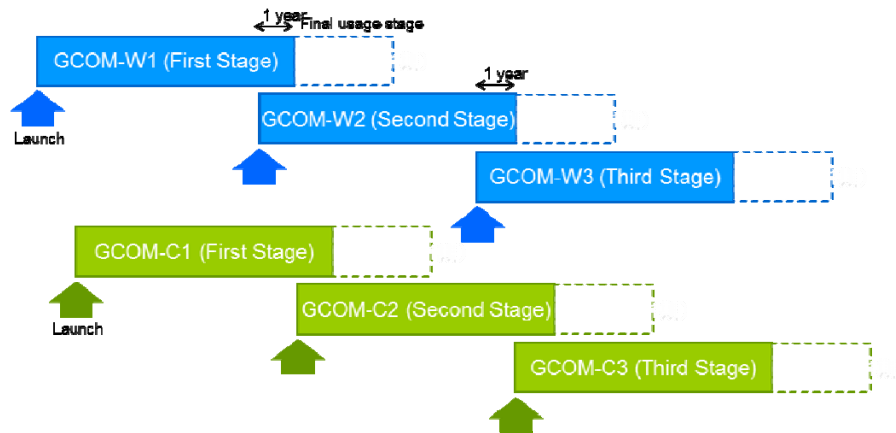 1 year
Final usage stage
GCOM-W1 (First Stage)
1 year
Launch
GCOM-W2 (Second Stage)
GCOM-W3 (Third Stage)
GCOM-C1 (First Stage)
Launch
GCOM-C2 (Second Stage)
GCOM-C3 (Third Stage)